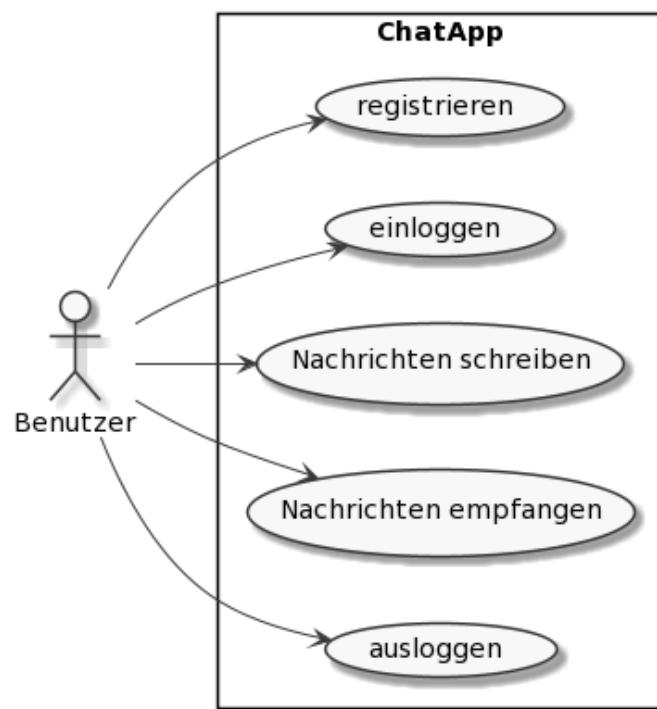 ChatApp
registrieren
einloggen
Nachrichten schreiben
Benutzer
Nachrichten empfangen
ausloggen